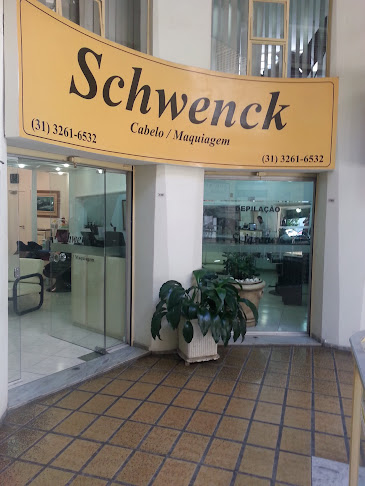 Schwenck
Cabelo / Maquiagem
(31) 3261-6532
(31) 3261-6532
DEPILAÇÃO